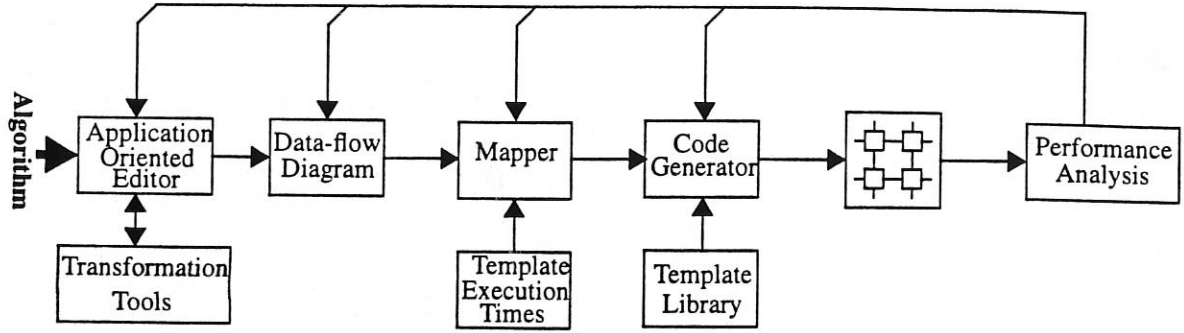 Algorithm
Application
Oriented
Editor
Data-flow
Diagram
Mapper
Code
Generator
Performance
Analysis
Transformation
Tools
Template
Execution
Times
Template
Library